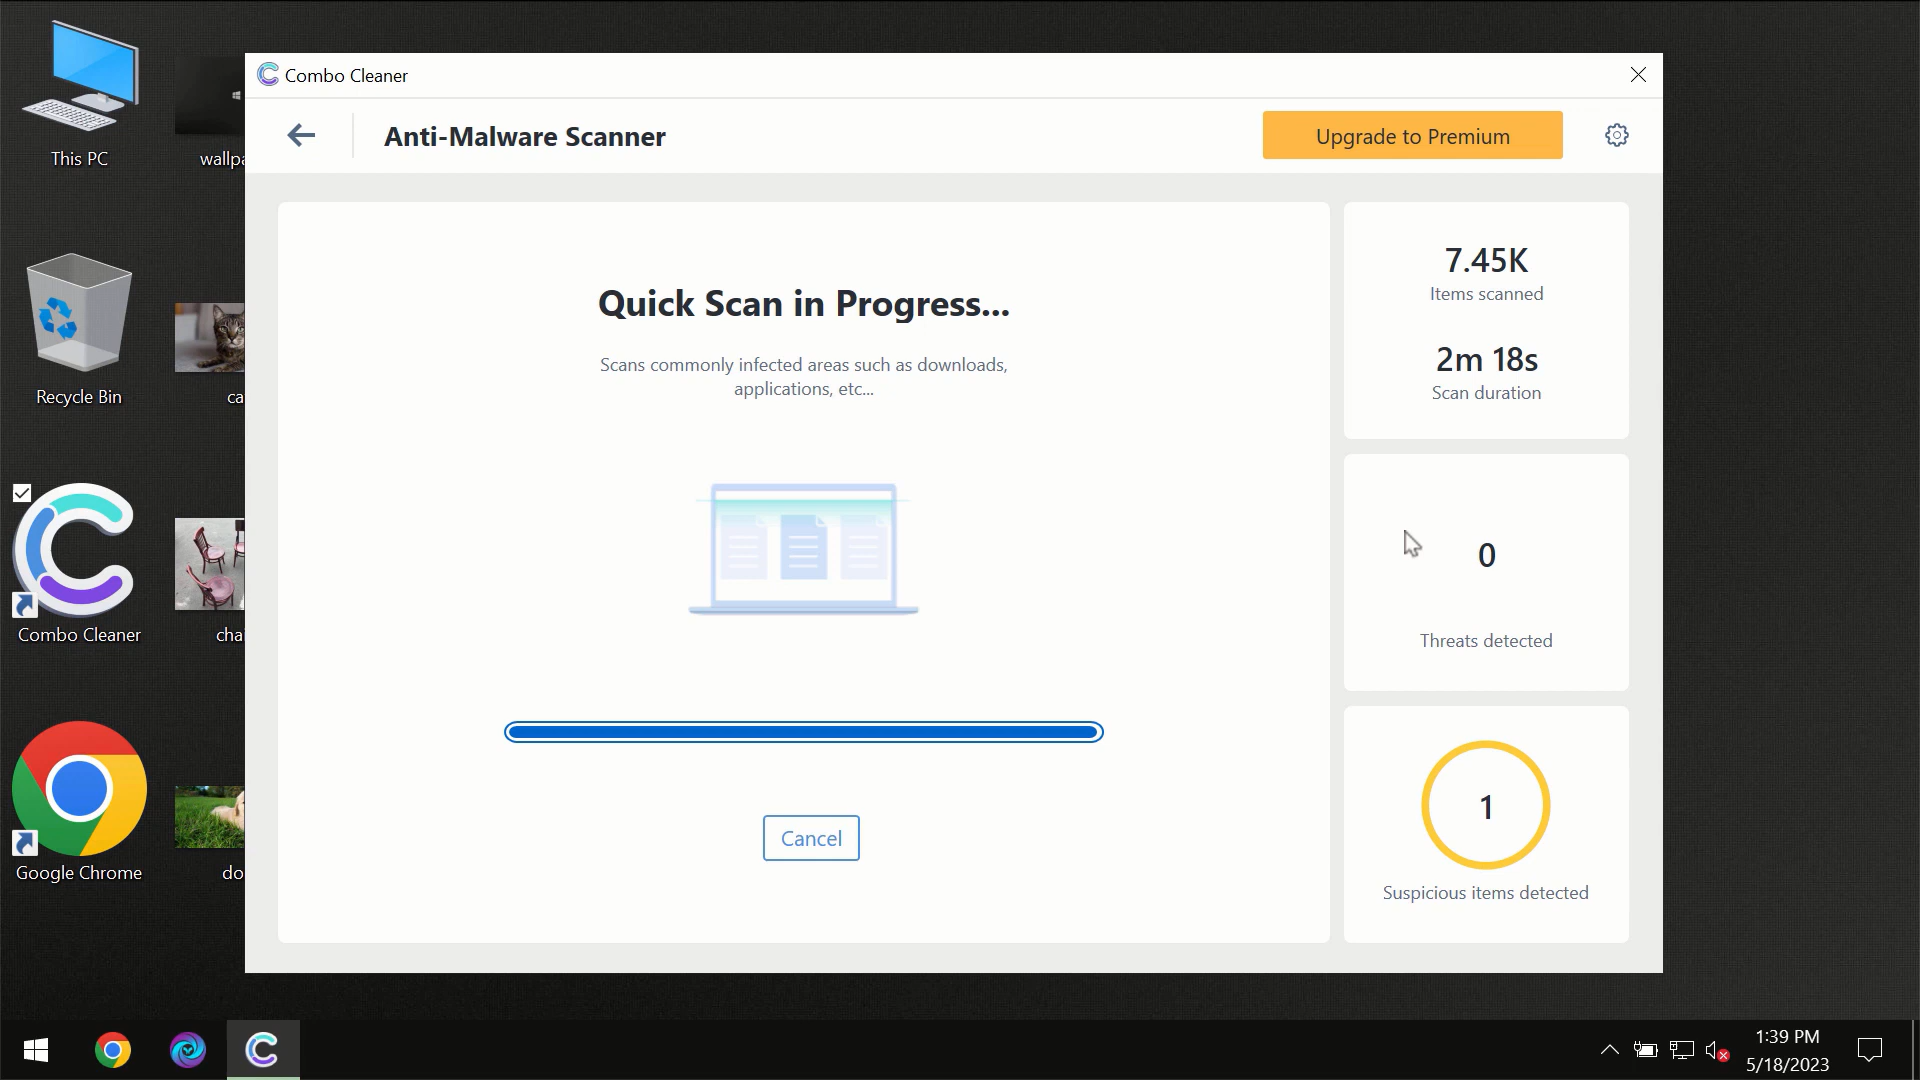 This PC
wallpa
Recycle Bin
ca
Combo Cleaner
cha
Google Chrome
do
Combo Cleaner
Anti-Malware Scanner
Upgrade to Premium
Quick Scan in Progress...
Scans commonly infected areas such as downloads,
applications, etc...
Cancel
7.45K
Items scanned
2m 18s
Scan duration
0
Threats detected
1
Suspicious items detected
1:39 PM
5/18/2023